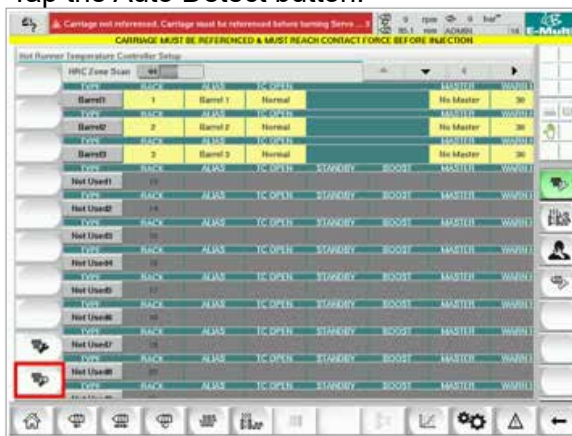 Tap the Auto Detect button.
Carriage not referenced. Carriage must be referenced before turning Servo ... 3
0 rpm 0 bar
85.1 mm ADMIN 14 E-Multi
CARRIAGE MUST BE REFERENCED & MUST REACH CONTACT FORCE BEFORE INJECTION
Hot Runner Temperature Controller Setup
HRC Zone Scan
TYPE RACK ALIAS TC OPEN MASTER WARN
Barrel1 1 Barrel 1 Normal No Master 30
TYPE RACK ALIAS TC OPEN MASTER WARN
Barrel2 2 Barrel 2 Normal No Master 30
TYPE RACK ALIAS TC OPEN MASTER WARN
Barrel3 3 Barrel 3 Normal No Master 30
TYPE RACK ALIAS TC OPEN STANDBY BOOST MASTER WARN
Not Used1
TYPE RACK ALIAS TC OPEN STANDBY BOOST MASTER WARN
Not Used2
TYPE RACK ALIAS TC OPEN STANDBY BOOST MASTER WARN
Not Used3
TYPE RACK ALIAS TC OPEN STANDBY BOOST MASTER WARN
Not Used4
TYPE RACK ALIAS TC OPEN STANDBY BOOST MASTER WARN
Not Used5
TYPE RACK ALIAS TC OPEN STANDBY BOOST MASTER WARN
Not Used6
TYPE RACK ALIAS TC OPEN STANDBY BOOST MASTER WARN
Not Used7
TYPE RACK ALIAS TC OPEN STANDBY BOOST MASTER WARN
Not Used8
TYPE RACK ALIAS TC OPEN STANDBY BOOST MASTER WARN